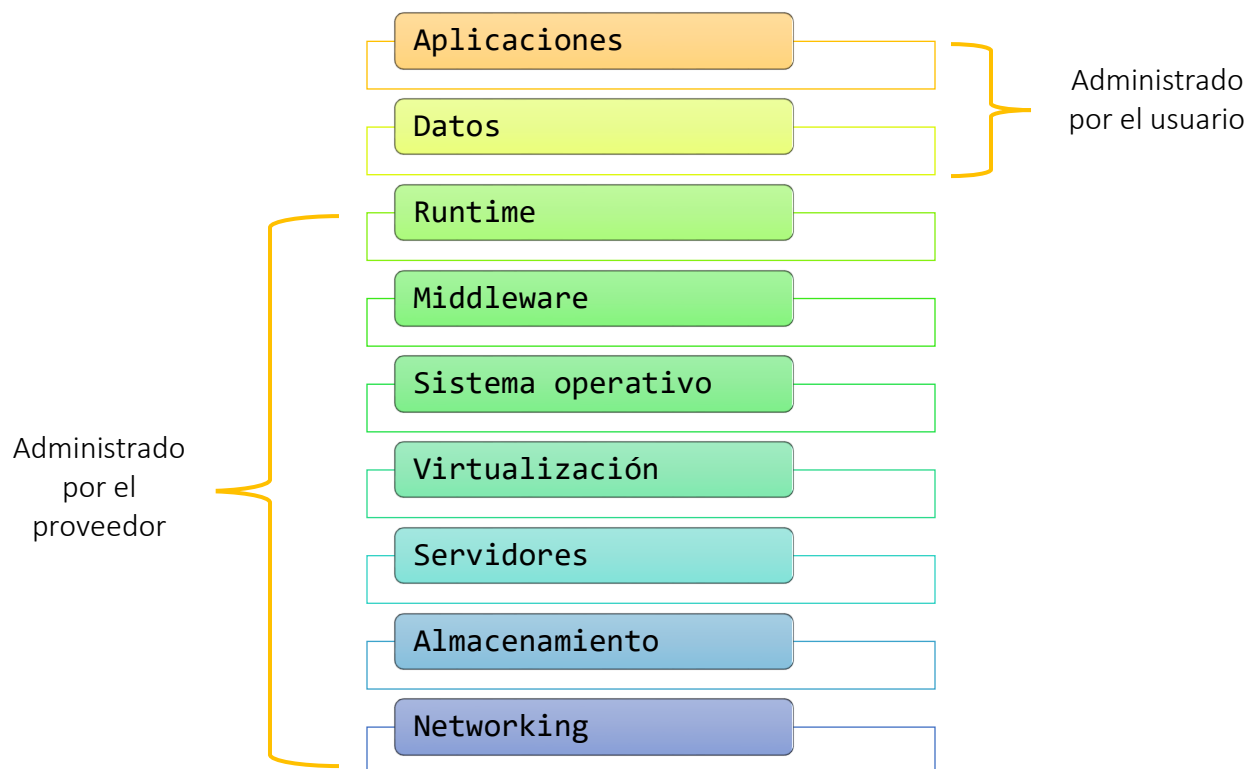 Aplicaciones
Administrado
por el usuario
Datos
Runtime
Middleware
Sistema operativo
Administrado
por el
proveedor
Virtualización
Servidores
Almacenamiento
Networking